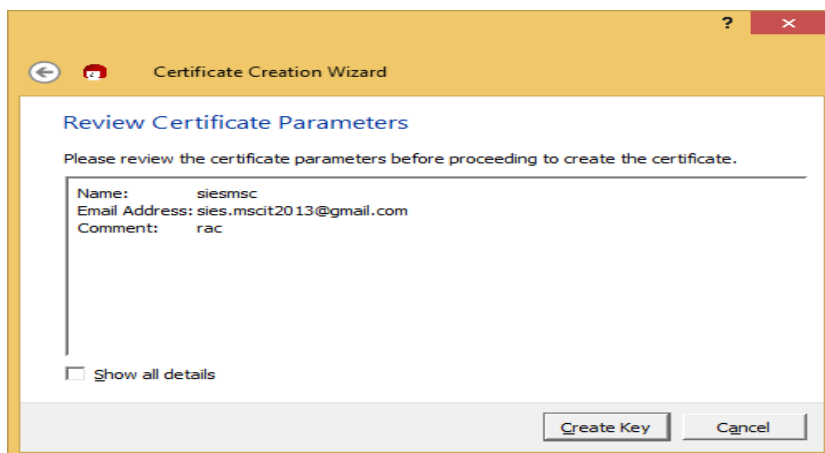 ?
Certificate Creation Wizard
Review Certificate Parameters
Please review the certificate parameters before proceeding to create the certificate.
Name: siesmsc
Email Address: sies.mscit2013@gmail.com
Comment: rac
Show all details
Create Key Cancel